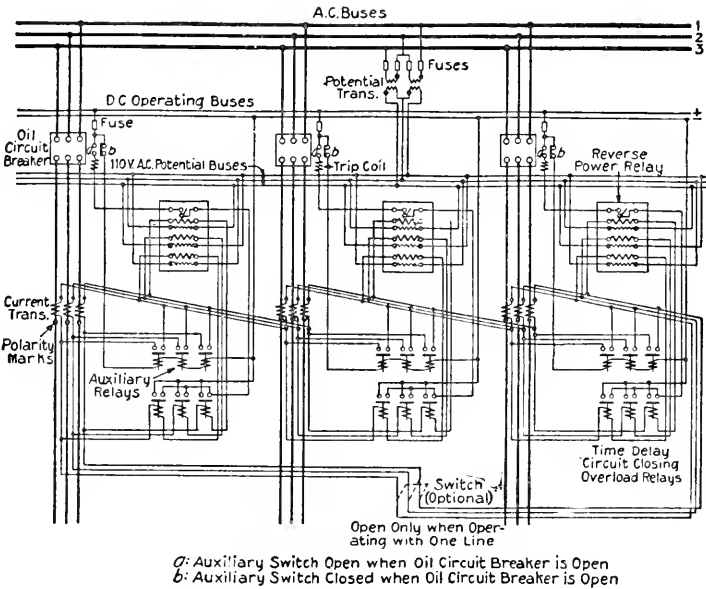 A.C. Buses
1
2
3
Fuses
Potential
Trans.
DC Operating Buses
+
Fuse
Oil
Circuit
Breaker
a
b
110 V. A.C. Potential Buses
a
b
Trip Coil
a
b
Reverse
Power Relay
Current
Trans.
Polarity
Marks
Auxiliary
Relays
Time Delay
Circuit Closing
Overload Relays
Switch
(Optional)
Open Only when Oper-
ating with One Line
a: Auxiliary Switch Open when Oil Circuit Breaker is Open
b: Auxiliary Switch Closed when Oil Circuit Breaker is Open